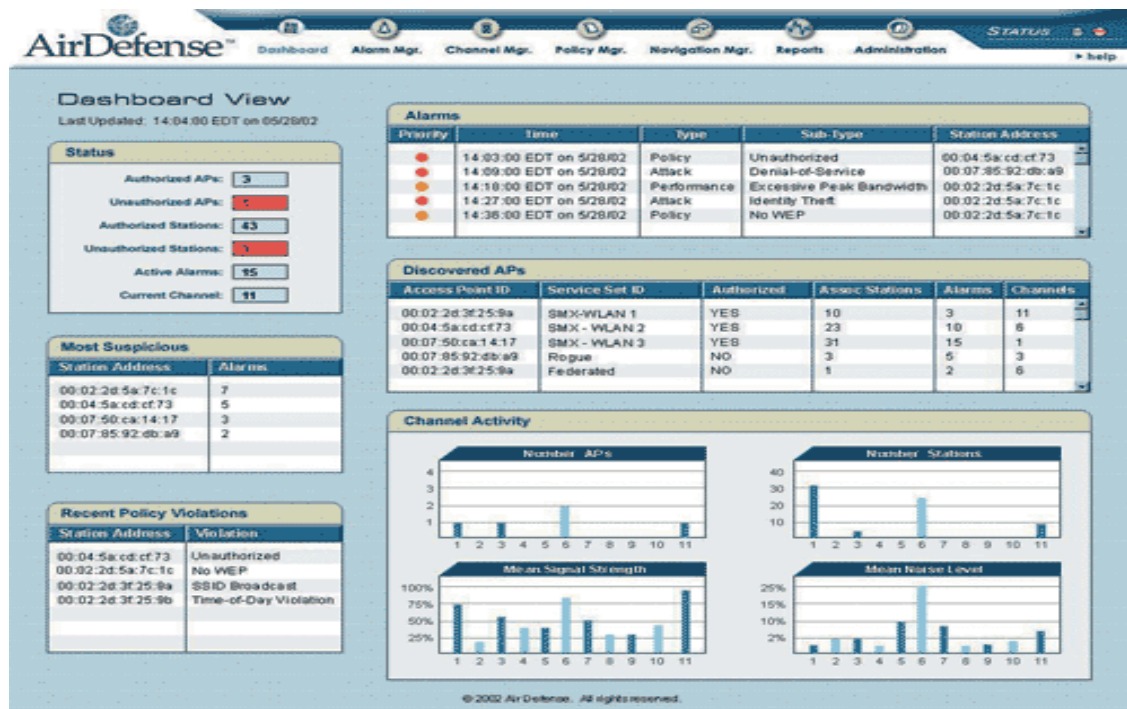 AirDefense™
Dashboard
Alarm Mgr.
Channel Mgr.
Policy Mgr.
Navigation Mgr.
Reports
Administration
STATUS
help
Dashboard View
Last Updated: 14:04:00 EDT on 05/28/02
Status
Authorized APs: 3
Unauthorized APs:
Authorized Stations: 43
Unauthorized Stations:
Active Alarms: 15
Current Channel: 11
Most Suspicious
Station Address Alarms
00:02:2d:5a:7c:1c 7
00:04:5a:cd:cf:73 5
00:07:50:ca:14:17 3
00:07:85:92:db:a9 2
Recent Policy Violations
Station Address Violation
00:04:5a:cd:cf:73 Unauthorized
00:02:2d:5a:7c:1c No WEP
00:02:2d:3f:25:9a SSID Broadcast
00:02:2d:3f:25:9b Time-of-Day Violation
Alarms
Priority Time Type Sub-Type Station Address
14:03:00 EDT on 5/28/02 Policy Unauthorized 00:04:5a:cd:cf:73
14:09:00 EDT on 5/28/02 Attack Denial-of-Service 00:07:85:92:db:a9
14:18:00 EDT on 5/28/02 Performance Excessive Peak Bandwidth 00:02:2d:5a:7c:1c
14:27:00 EDT on 5/28/02 Attack Identity Theft 00:02:2d:5a:7c:1c
14:36:00 EDT on 5/28/02 Policy No WEP 00:02:2d:5a:7c:1c
Discovered APs
Access Point ID Service Set ID Authorized Assoc Stations Alarms Channels
00:02:2d:3f:25:9a SMX-WLAN 1 YES 10 3 11
00:04:5a:cd:cf:73 SMX - WLAN 2 YES 23 10 6
00:07:50:ca:14:17 SMX - WLAN 3 YES 31 15 1
00:07:85:92:db:a9 Rogue NO 3 5 3
00:02:2d:3f:25:9a Federated NO 1 2 6
Channel Activity
Number APs
4
3
2
1
1 2 3 4 5 6 7 8 9 10 11
Number Stations
40
30
20
10
1 2 3 4 5 6 7 8 9 10 11
Mean Signal Strength
100%
75%
50%
25%
1 2 3 4 5 6 7 8 9 10 11
Mean Noise Level
25%
15%
10%
2%
1 2 3 4 5 6 7 8 9 10 11
© 2002 AirDefense. All rights reserved.